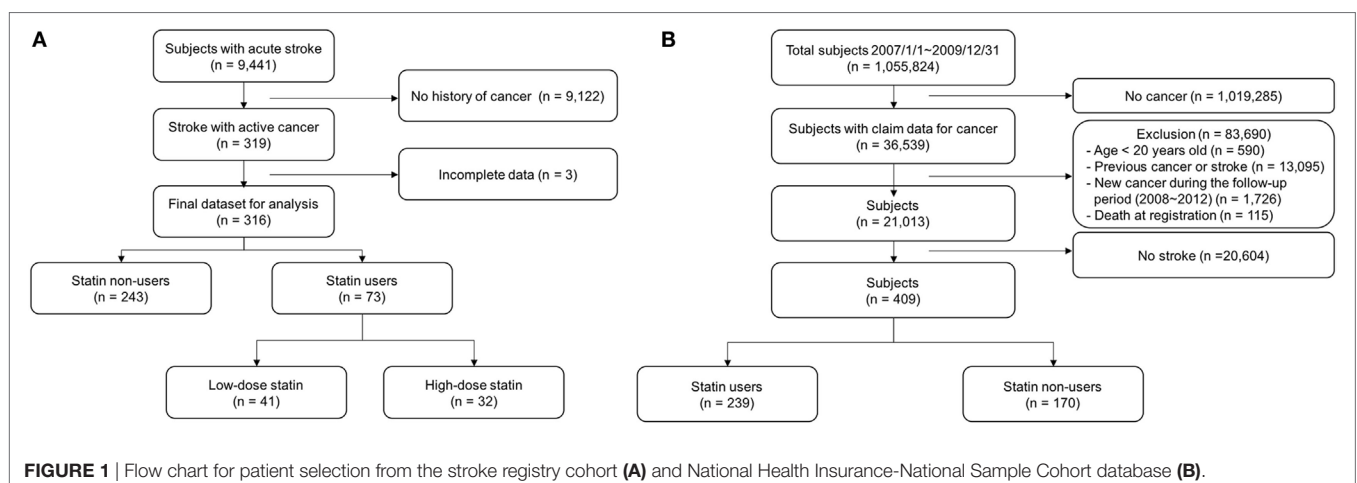 A
Subjects with acute stroke
(n = 9,441)
No history of cancer (n = 9,122)
Stroke with active cancer
(n = 319)
Incomplete data (n = 3)
Final dataset for analysis
(n = 316)
Statin non-users
(n = 243)
Statin users
(n = 73)
Low-dose statin
(n = 41)
High-dose statin
(n = 32)
B
Total subjects 2007/1/1~2009/12/31
(n = 1,055,824)
No cancer (n = 1,019,285)
Subjects with claim data for cancer
(n = 36,539)
Exclusion (n = 83,690)
- Age < 20 years old (n = 590)
- Previous cancer or stroke (n = 13,095)
- New cancer during the follow-up
period (2008~2012) (n = 1,726)
- Death at registration (n = 115)
Subjects
(n = 21,013)
No stroke (n =20,604)
Subjects
(n = 409)
Statin users
(n = 239)
Statin non-users
(n = 170)
FIGURE 1 | Flow chart for patient selection from the stroke registry cohort (A) and National Health Insurance-National Sample Cohort database (B).